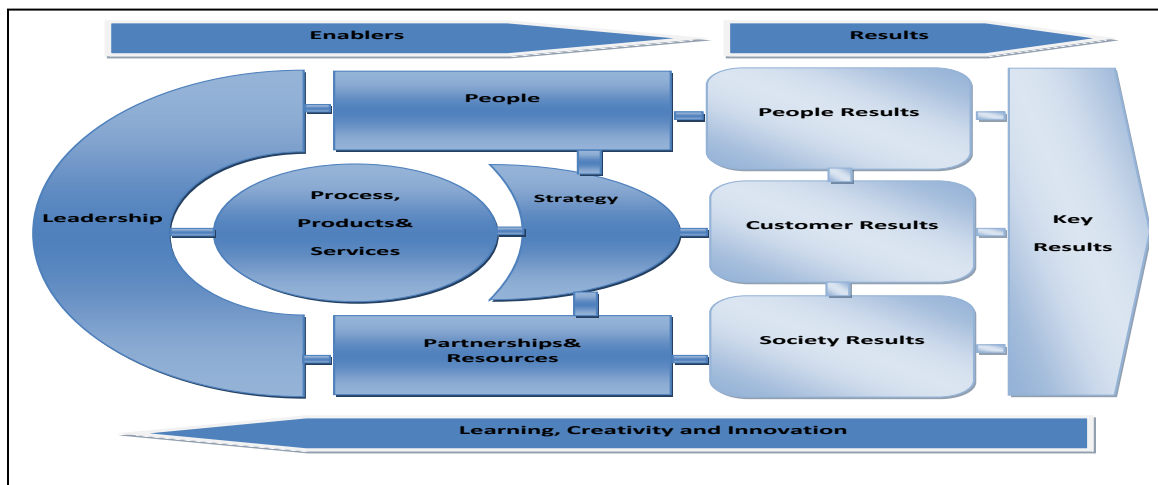 Enablers
Results
People
People Results
Leadership
Process,
Products&
Services
Strategy
Customer Results
Key
Results
Partnerships&
Resources
Society Results
Learning, Creativity and Innovation